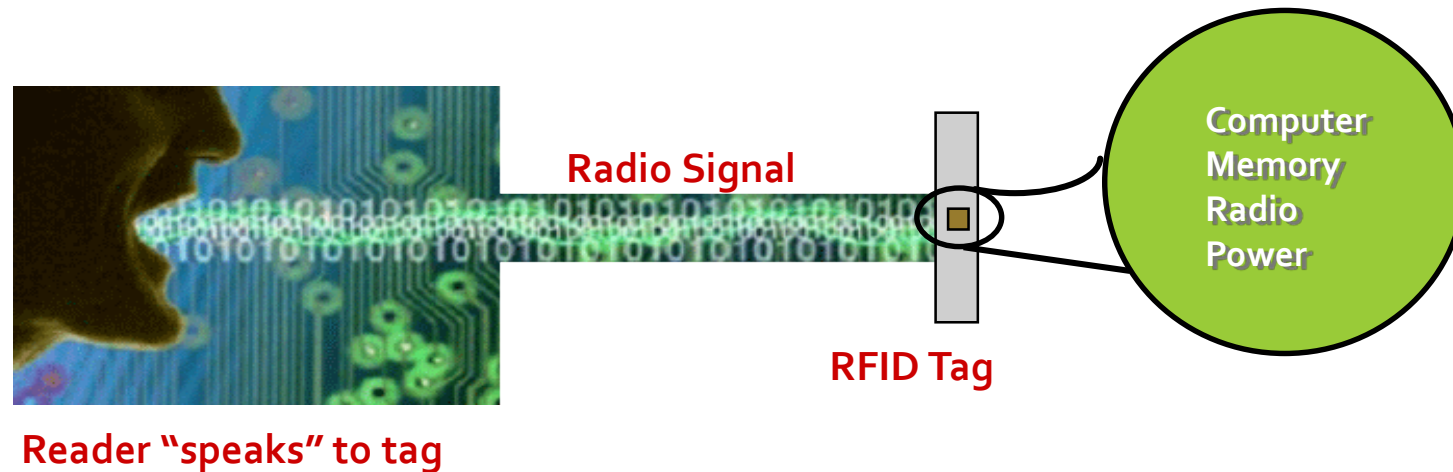 Computer
Memory
Radio
Power
Radio Signal
RFID Tag
Reader “speaks” to tag